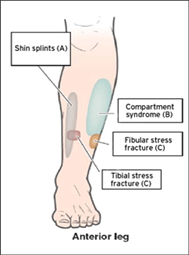 Shin splints (A)
Compartment
syndrome (B)
Fibular stress
fracture (C)
Tibial stress
fracture (C)
Anterior leg